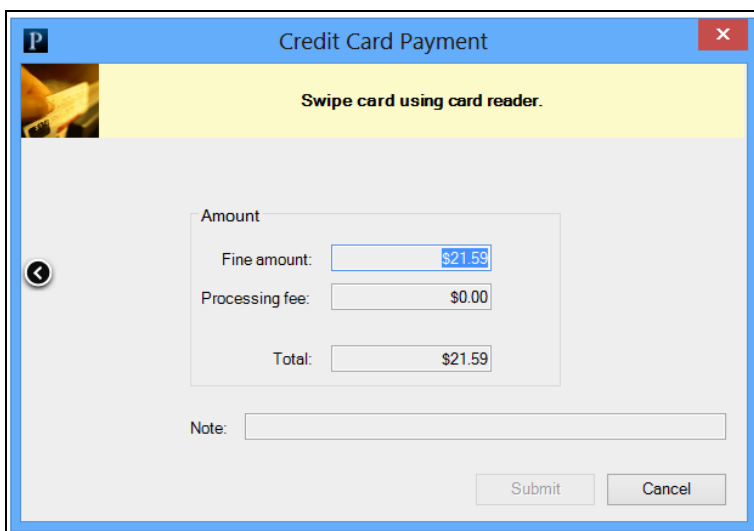 P
Credit Card Payment
Swipe card using card reader.
Amount
Fine amount: $21.59
Processing fee: $0.00
Total: $21.59
Note:
Submit Cancel